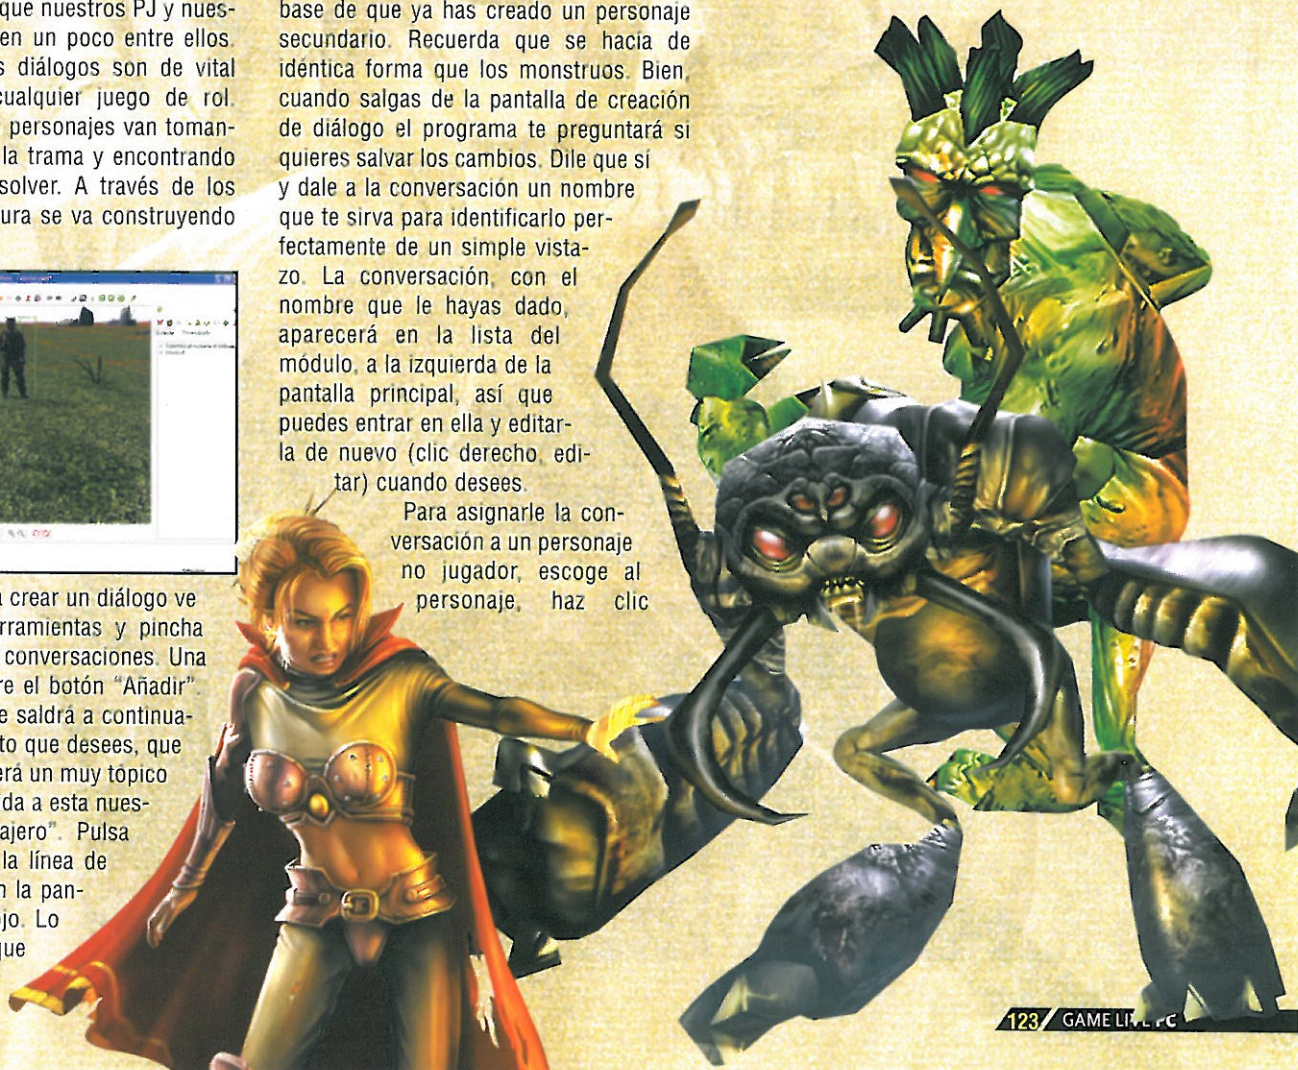 que nuestros PJ y nues-
en un poco entre ellos.
s diálogos son de vital
cualquier juego de rol.
personajes van toman-
la trama y encontrando
solver. A través de los
ura se va construyendo
a crear un diálogo ve
rramientas y pincha
conversaciones. Una
re el botón “Añadir”.
e saldrá a continua-
to que desees, que
erá un muy tópico
da a esta nues-
ajero”. Pulsa
la línea de
n la pan-
ojo. Lo
que
base de que ya has creado un personaje
secundario. Recuerda que se hacía de
idéntica forma que los monstruos. Bien,
cuando salgas de la pantalla de creación
de diálogo el programa te preguntará si
quieres salvar los cambios. Dile que sí
y dale a la conversación un nombre
que te sirva para identificarlo per-
fectamente de un simple vista-
zo. La conversación, con el
nombre que le hayas dado,
aparecerá en la lista del
módulo, a la izquierda de la
pantalla principal, así que
puedes entrar en ella y editar-
la de nuevo (clic derecho, edi-
tar) cuando desees.
Para asignarle la con-
versación a un personaje
no jugador, escoge al
personaje, haz clic
123 GAME LIVE PC